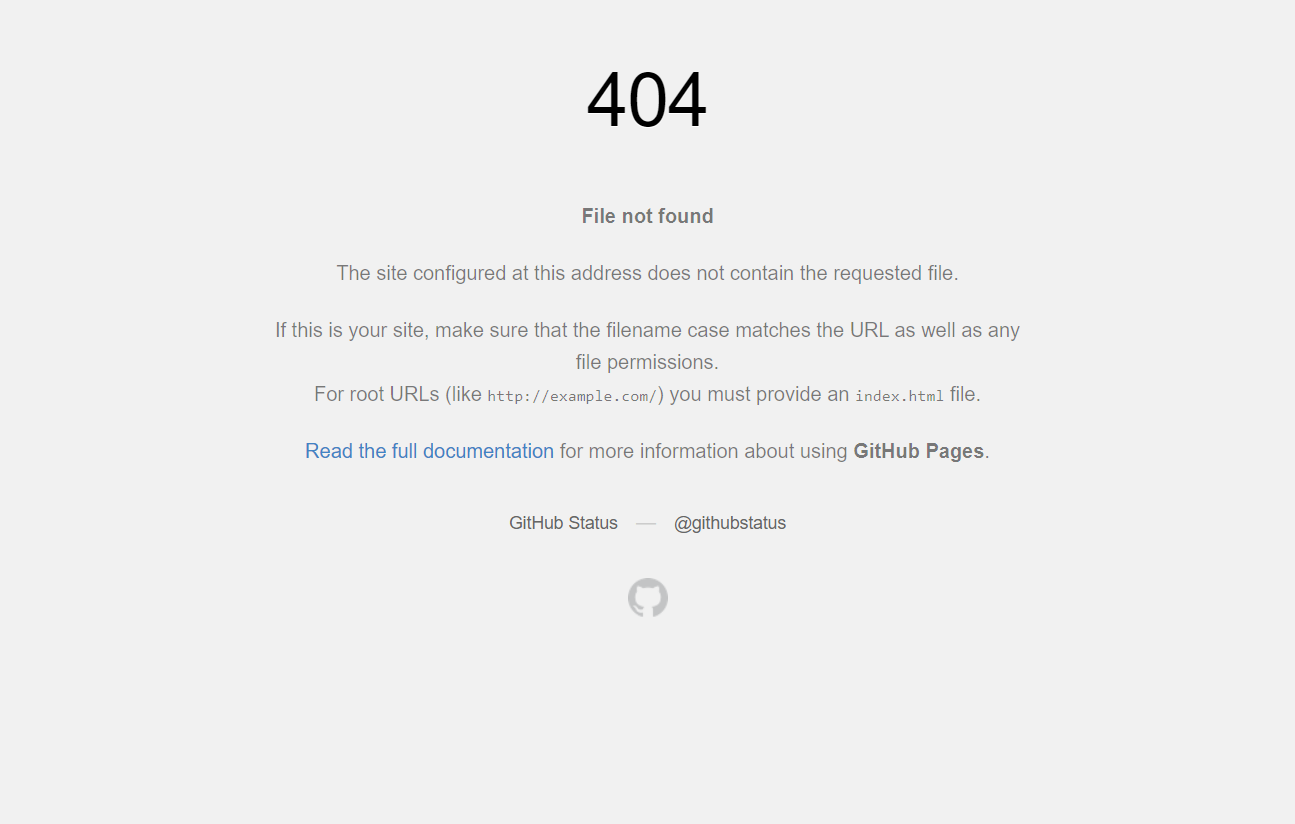 404
File not found
The site configured at this address does not contain the requested file.
If this is your site, make sure that the filename case matches the URL as well as any
file permissions.
For root URLs (like http://example.com/) you must provide an index.html file.
Read the full documentation for more information about using GitHub Pages.
GitHub Status — @githubstatus